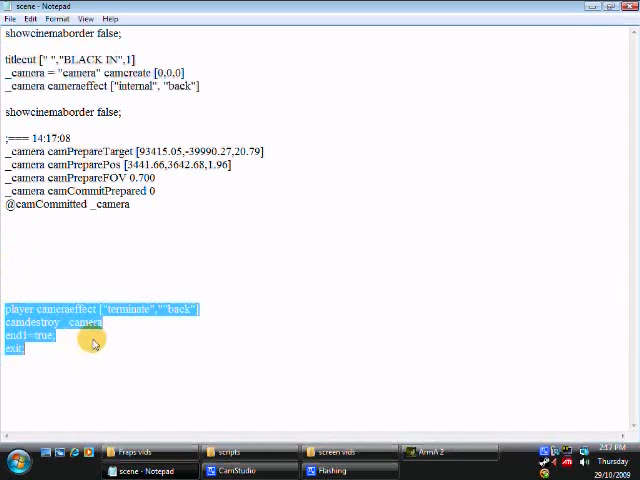 scene - Notepad
File Edit Format View Help
showcinemaborder false;
titlecut [" ","BLACK IN",1]
_camera = "camera" camcreate [0,0,0]
_camera cameraeffect ["internal", "back"]
showcinemaborder false;
;=== 14:17:08
_camera camPrepareTarget [93415.05,-39990.27,20.79]
_camera camPreparePos [3441.66,3642.68,1.96]
_camera camPrepareFOV 0.700
_camera camCommitPrepared 0
@camCommitted _camera
player cameraeffect ["terminate",""back"]
camdestroy _camera
end1=true;
exit;
Fraps vids scripts screen vids ArmA 2 2:17 PM
Thursday
scene - Notepad CamStudio Flashing
29/10/2009